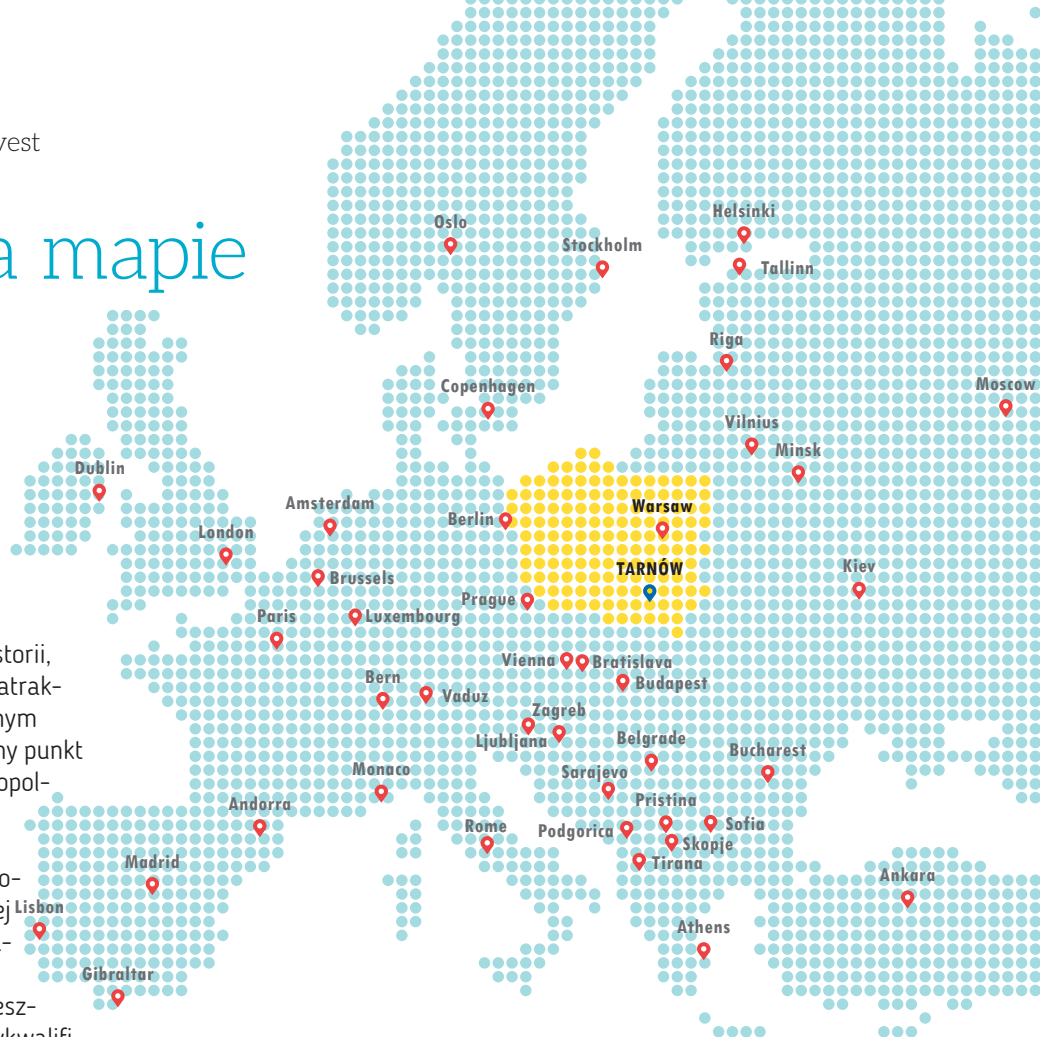 vest
a mapie
storii,
atrak-
nym
ny punkt
opol-
o-
ej
-
esz-
ykwalifi
Oslo
Helsinki
Stockholm
Tallinn
Riga
Moscow
Copenhagen
Vilnius
Minsk
Dublin
Amsterdam
Warsaw
Berlin
London
TARNÓW
Kiev
Brussels
Prague
Paris
Luxembourg
Vienna
Bratislava
Bern
Budapest
Vaduz
Zagreb
Ljubljana
Belgrade
Bucharest
Monaco
Sarajevo
Andorra
Pristina
Rome
Podgorica
Sofia
Skopje
Madrid
Tirana
Ankara
Lisbon
Athens
Gibraltar